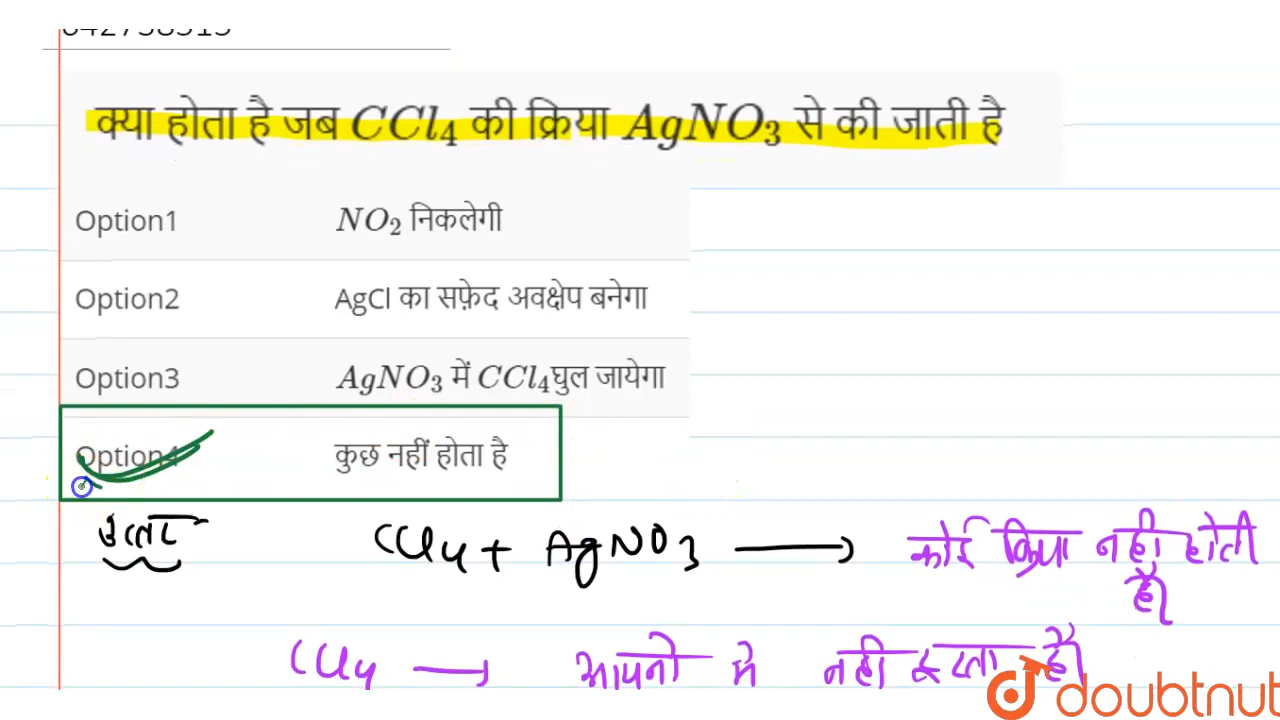 क्या होता है जब CCl₄ की क्रिया AgNO₃ से की जाती है
Option1 NO₂ निकलेगी
Option2 AgCl का सफ़ेद अवक्षेप बनेगा
Option3 AgNO₃ में CCl₄घुल जायेगा
Option4 कुछ नहीं होता है
उत्तर CCl₄ + AgNO₃ ⟶ कोई क्रिया नही होती
है।
CCl₄ ⟶ आयनो मे नही टूटता है।
doubtnut